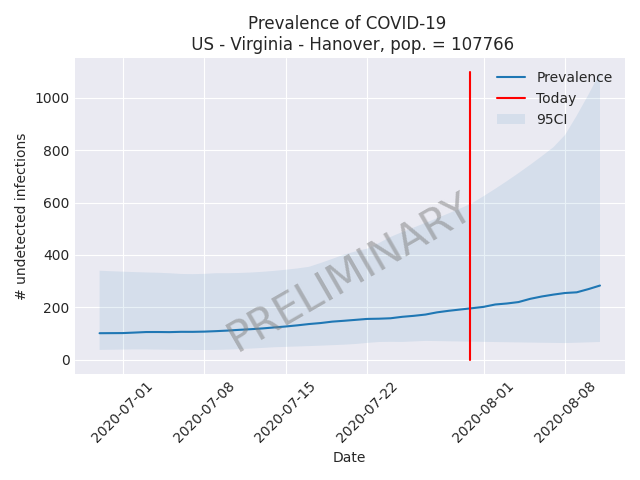 Prevalence of COVID-19
US - Virginia - Hanover, pop. = 107766
Prevalence
Today
95CI
PRELIMINARY
# undetected infections
1000
800
600
400
200
0
2020-07-01
2020-07-08
2020-07-15
2020-07-22
2020-08-01
2020-08-08
Date